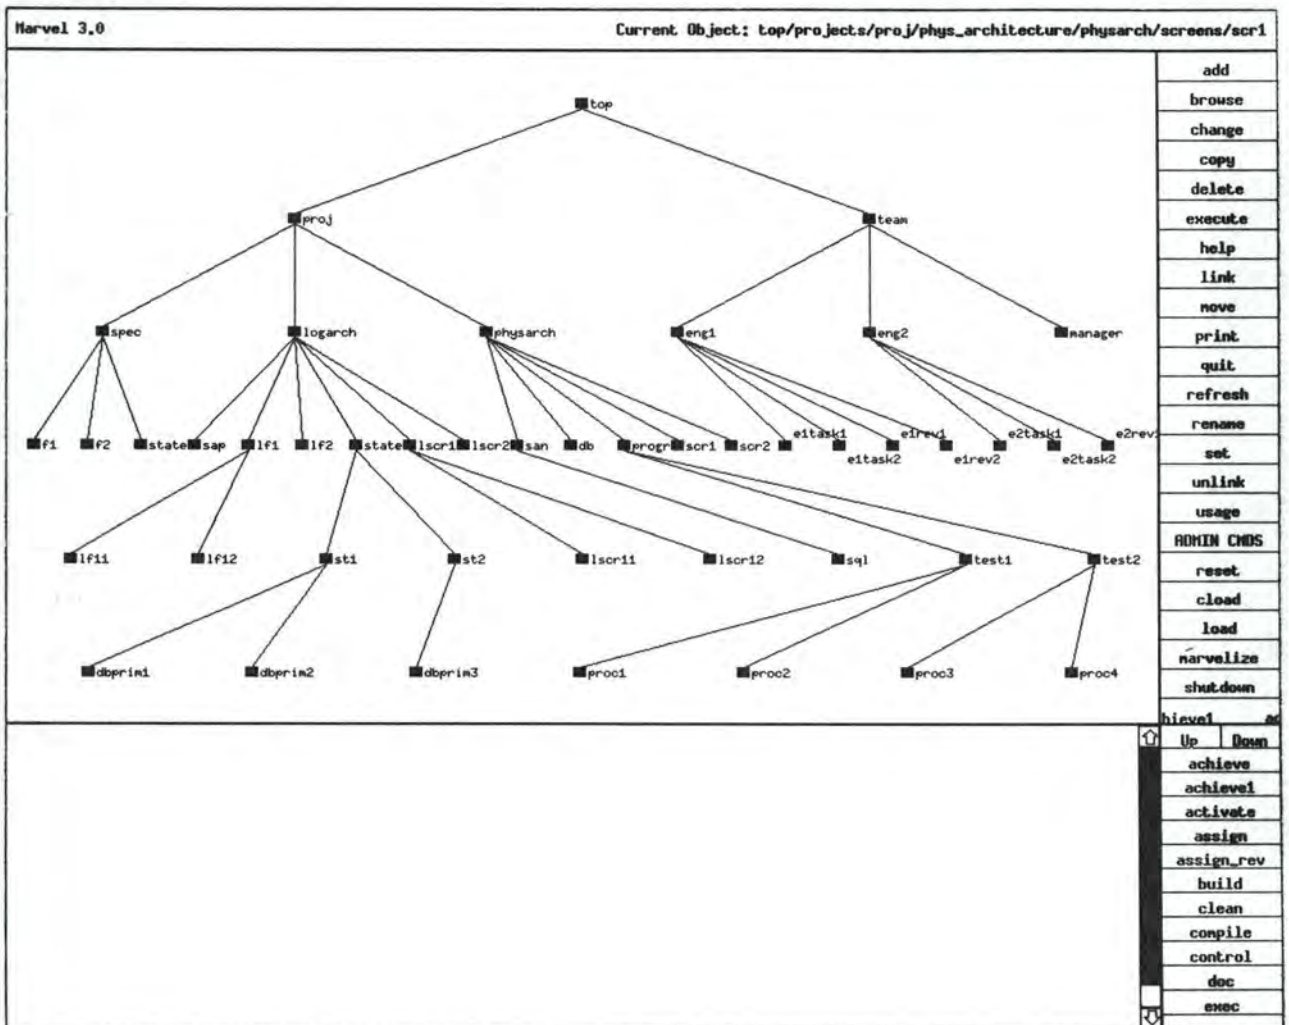 Marvel 3.0 Current Object: top/projects/proj/phys_architecture/physarch/screens/scr1
add
top
browse
change
copy
delete
proj team
execute
help
link
move
spec logarch physarch eng1 eng2 manager
print
quit
refresh
rename
e1task1 e1rev1 e2task1 e2rev1
f1 f2 state sap lf1 lf2 state lscr1 lscr2 san db progr scr1 scr2
e1task2 e1rev2 e2task2
set
unlink
usage
ADMIN CMDS
lf11 lf12 st1 st2 lscr11 lscr12 sql test1 test2
reset
cload
load
marvelize
dbprim1 dbprim2 dbprim3 proc1 proc2 proc3 proc4
shutdown
hieve1 ac
Up Down
achieve
achieve1
activate
assign
assign_rev
build
clean
compile
control
doc
exec